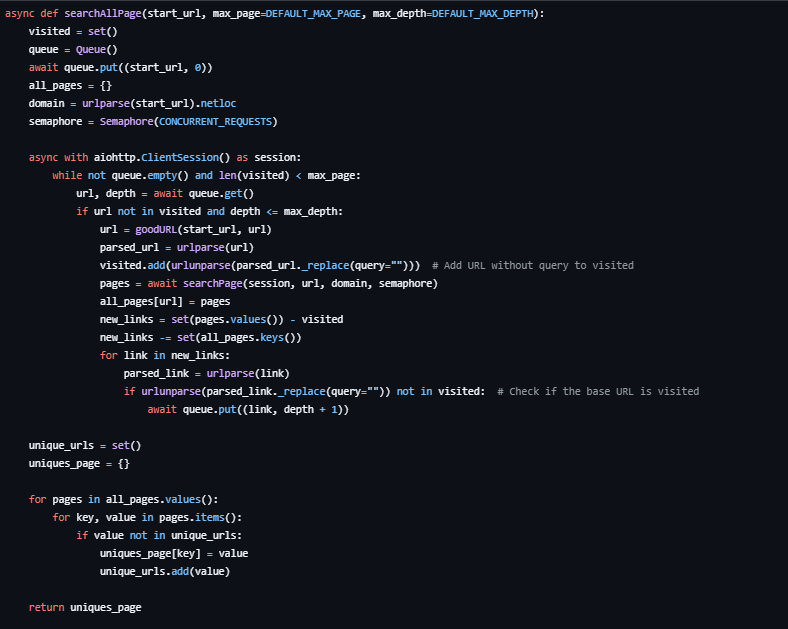 async def searchAllPage(start_url, max_page=DEFAULT_MAX_PAGE, max_depth=DEFAULT_MAX_DEPTH):
    visited = set()
    queue = Queue()
    await queue.put((start_url, 0))
    all_pages = {}
    domain = urlparse(start_url).netloc
    semaphore = Semaphore(CONCURRENT_REQUESTS)

    async with aiohttp.ClientSession() as session:
        while not queue.empty() and len(visited) < max_page:
            url, depth = await queue.get()
            if url not in visited and depth <= max_depth:
                url = goodURL(start_url, url)
                parsed_url = urlparse(url)
                visited.add(urlunparse(parsed_url._replace(query="")))  # Add URL without query to visited
                pages = await searchPage(session, url, domain, semaphore)
                all_pages[url] = pages
                new_links = set(pages.values()) - visited
                new_links -= set(all_pages.keys())
                for link in new_links:
                    parsed_link = urlparse(link)
                    if urlunparse(parsed_link._replace(query="")) not in visited:  # Check if the base URL is visited
                        await queue.put((link, depth + 1))

    unique_urls = set()
    uniques_page = {}

    for pages in all_pages.values():
        for key, value in pages.items():
            if value not in unique_urls:
                uniques_page[key] = value
                unique_urls.add(value)

    return uniques_page